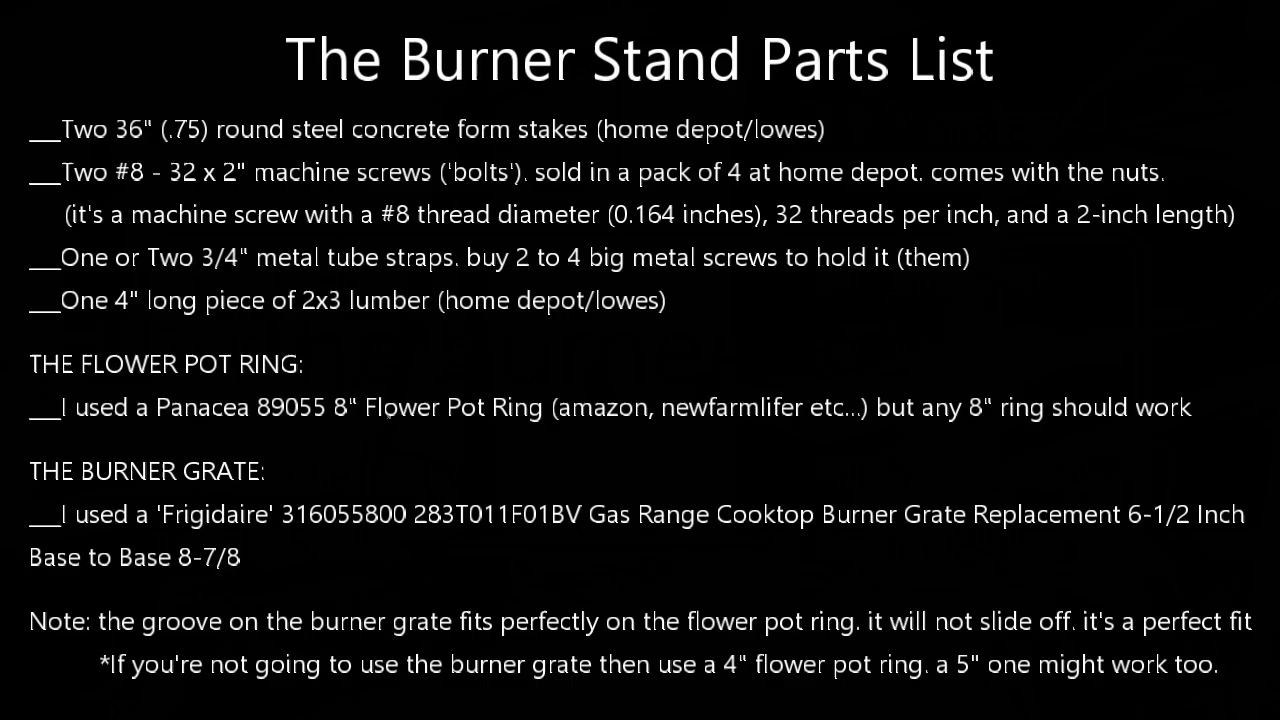 The Burner Stand Parts List
___Two 36" (.75) round steel concrete form stakes (home depot/lowes)
___Two #8 - 32 x 2" machine screws ('bolts'). sold in a pack of 4 at home depot. comes with the nuts.
(it's a machine screw with a #8 thread diameter (0.164 inches), 32 threads per inch, and a 2-inch length)
___One or Two 3/4" metal tube straps. buy 2 to 4 big metal screws to hold it (them)
___One 4" long piece of 2x3 lumber (home depot/lowes)
THE FLOWER POT RING:
___I used a Panacea 89055 8" Flower Pot Ring (amazon, newfarmlifer etc...) but any 8" ring should work
THE BURNER GRATE:
___I used a 'Frigidaire' 316055800 283T011F01BV Gas Range Cooktop Burner Grate Replacement 6-1/2 Inch
Base to Base 8-7/8
Note: the groove on the burner grate fits perfectly on the flower pot ring. it will not slide off. it's a perfect fit
*If you're not going to use the burner grate then use a 4" flower pot ring. a 5" one might work too.